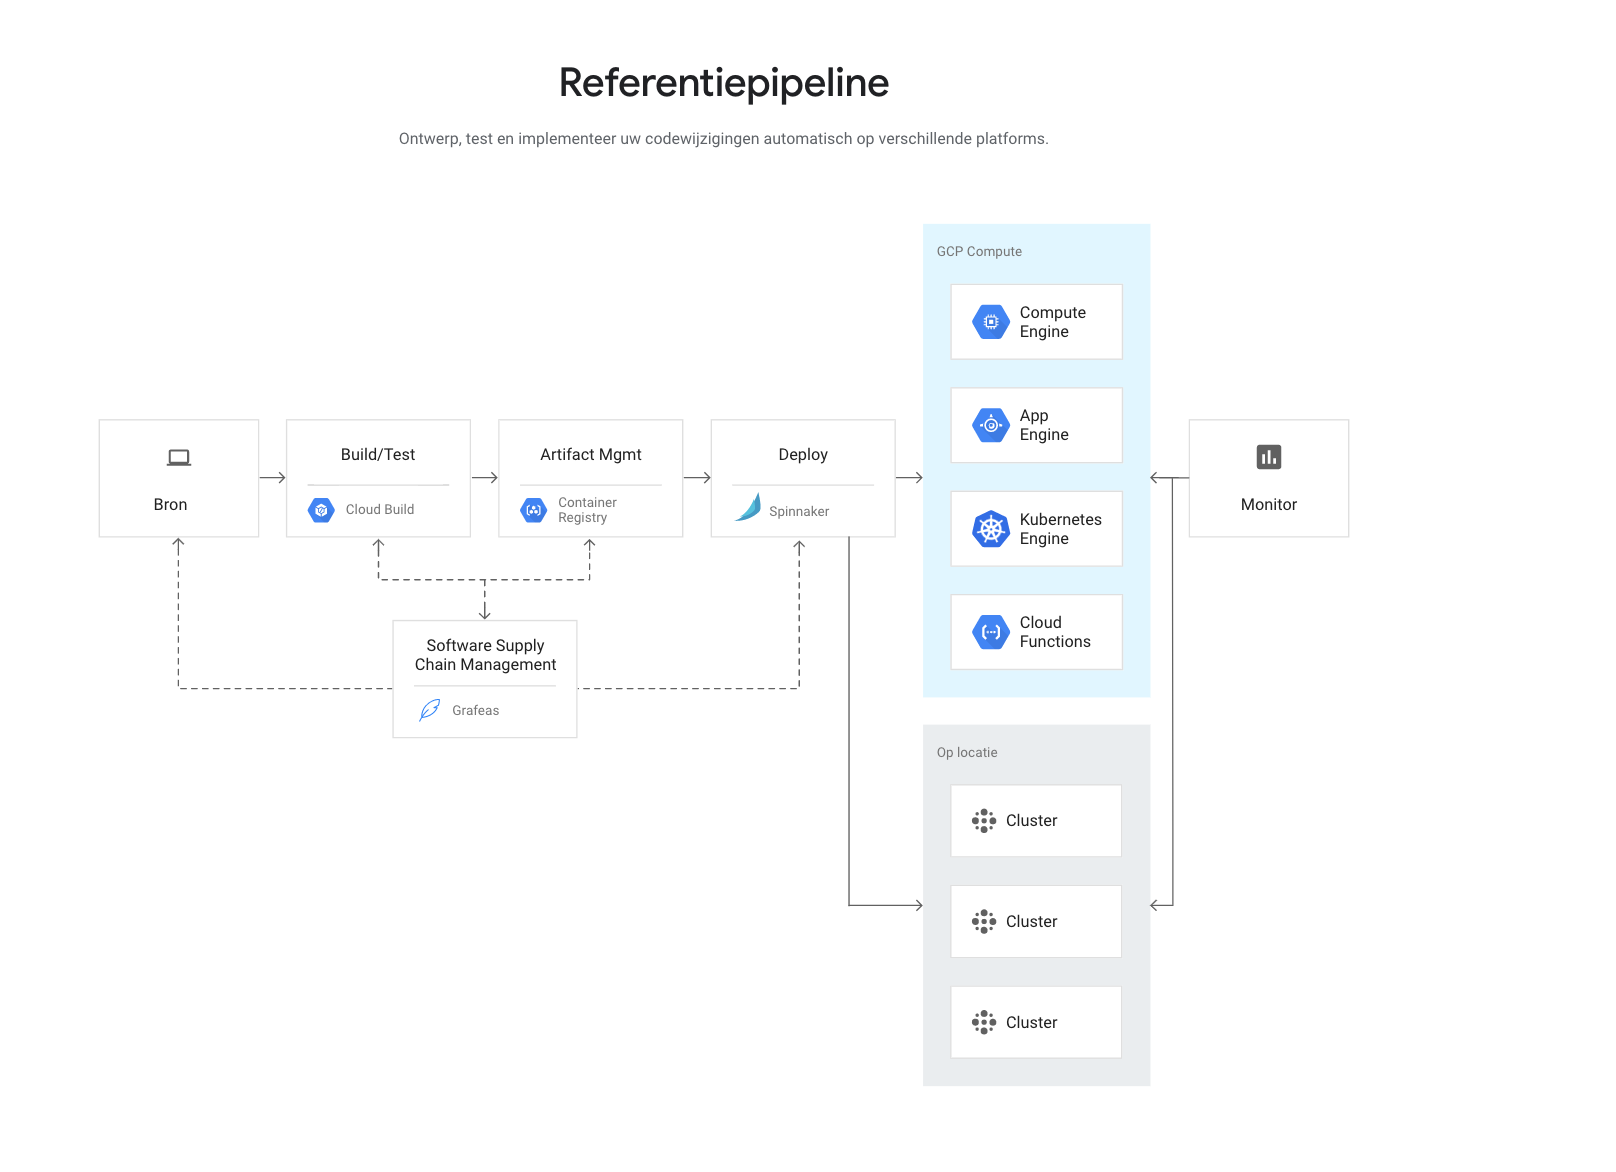 Referentiepipeline
Ontwerp, test en implementeer uw codewijzigingen automatisch op verschillende platforms.
Bron
Build/Test
Cloud Build
Artifact Mgmt
Container
Registry
Deploy
Spinnaker
Software Supply
Chain Management
Grafeas
GCP Compute
Compute
Engine
App
Engine
Kubernetes
Engine
Cloud
Functions
Op locatie
Cluster
Cluster
Cluster
Monitor